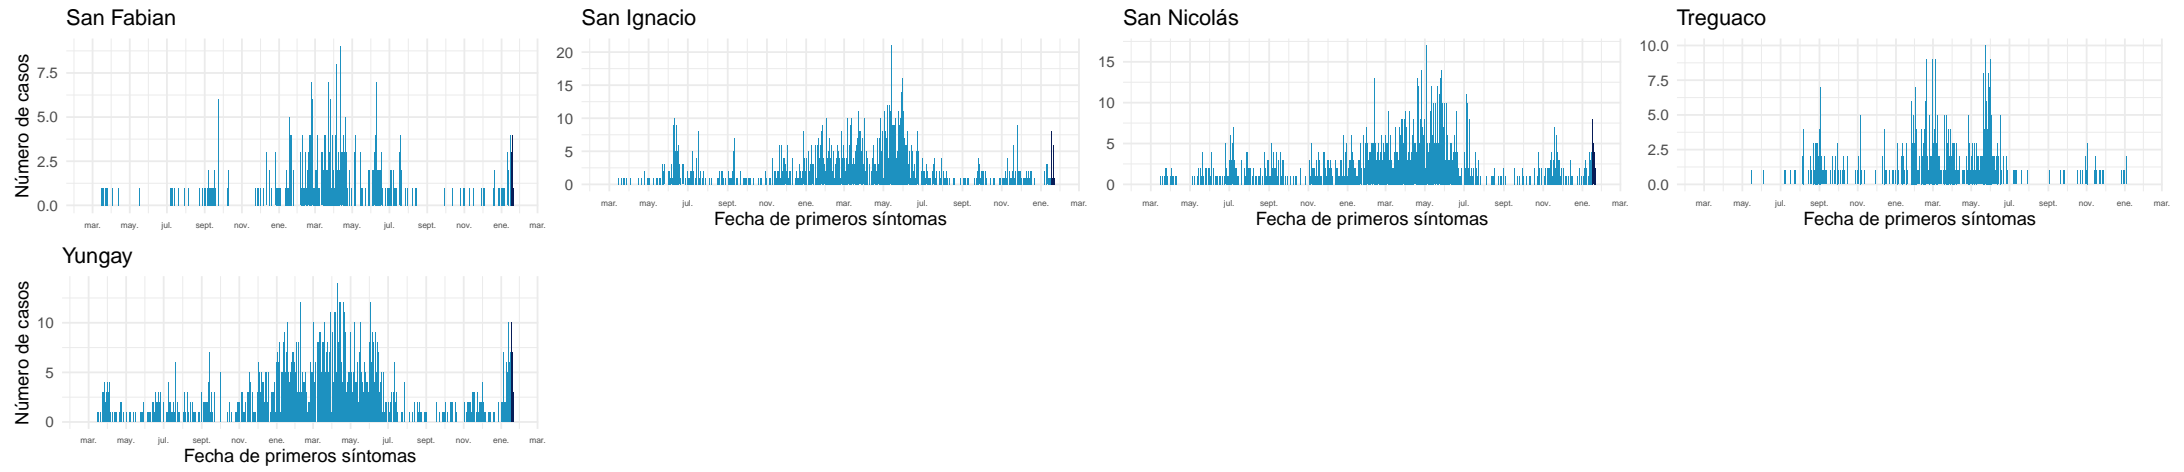 San Fabian
San Ignacio
San Nicolás
Treguaco
Número de casos
7.5
5.0
2.5
0.0
mar. may. jul. sept. nov. ene. mar. may. jul. sept. nov. ene. mar.
20
15
10
5
0
mar. may. jul. sept. nov. ene. mar. may. jul. sept. nov. ene. mar.
Fecha de primeros síntomas
15
10
5
0
mar. may. jul. sept. nov. ene. mar. may. jul. sept. nov. ene. mar.
Fecha de primeros síntomas
10.0
7.5
5.0
2.5
0.0
mar. may. jul. sept. nov. ene. mar. may. jul. sept. nov. ene. mar.
Fecha de primeros síntomas
Yungay
Número de casos
10
5
0
mar. may. jul. sept. nov. ene. mar. may. jul. sept. nov. ene. mar.
Fecha de primeros síntomas